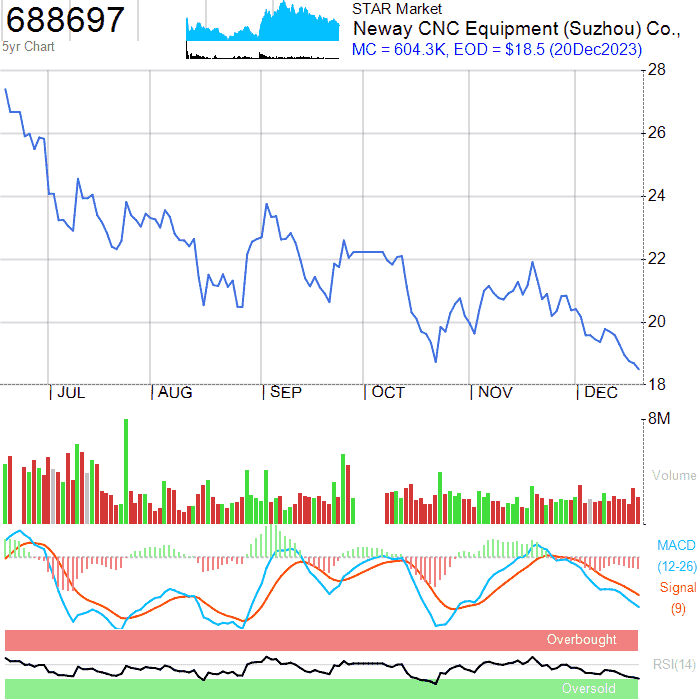 688697
5yr Chart
STAR Market
Neway CNC Equipment (Suzhou) Co.,
MC = 604.3K, EOD = $18.5 (20Dec2023)
28
26
24
22
20
18
| JUL | AUG | SEP | OCT | NOV | DEC
8M
Volume
MACD
(12-26)
Signal
(9)
Overbought
RSI(14)
Oversold